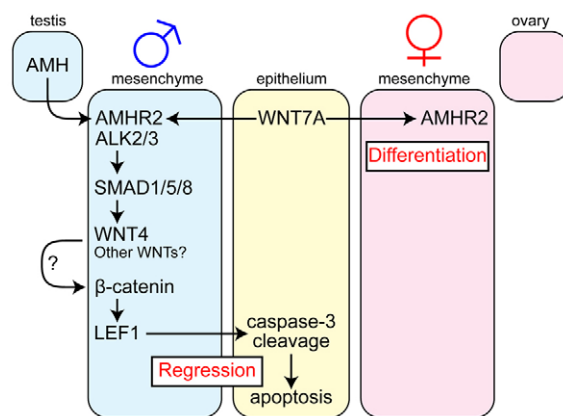 testis
ovary
AMH
mesenchyme
epithelium
mesenchyme
AMHR2
WNT7A
AMHR2
ALK2/3
Differentiation
SMAD1/5/8
WNT4
Other WNTs?
?
β-catenin
LEF1
caspase-3
cleavage
Regression
apoptosis